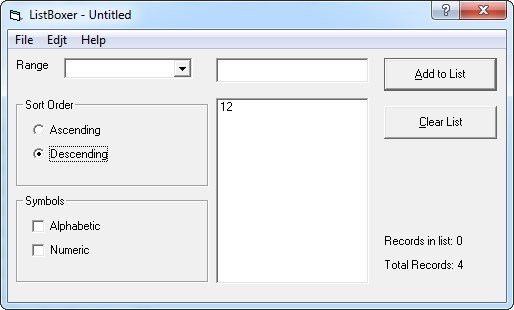 ListBoxer - Untitled
File Edjt Help
Range
Add to List
Sort Order
Ascending
Descending
12
Clear List
Symbols
Alphabetic
Numeric
Records in list: 0
Total Records: 4